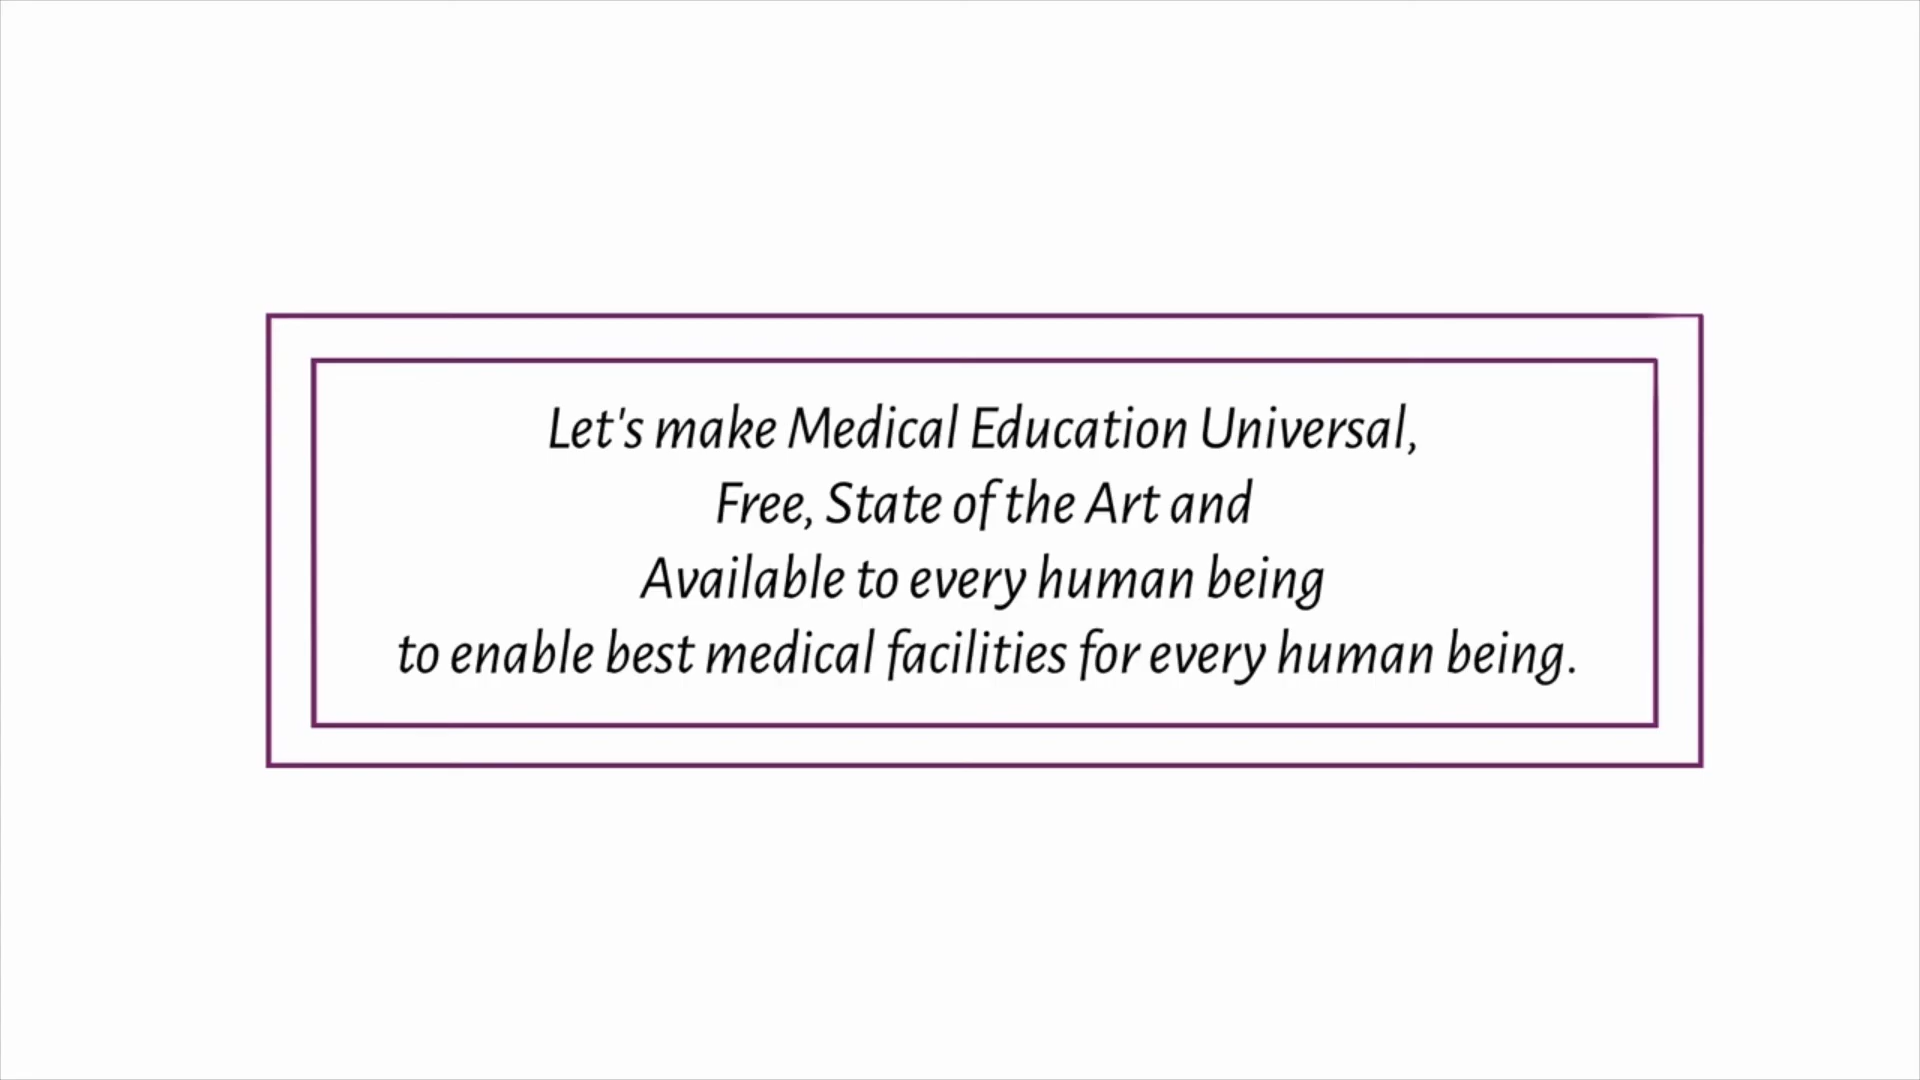 Let's make Medical Education Universal,
Free, State of the Art and
Available to every human being
to enable best medical facilities for every human being.